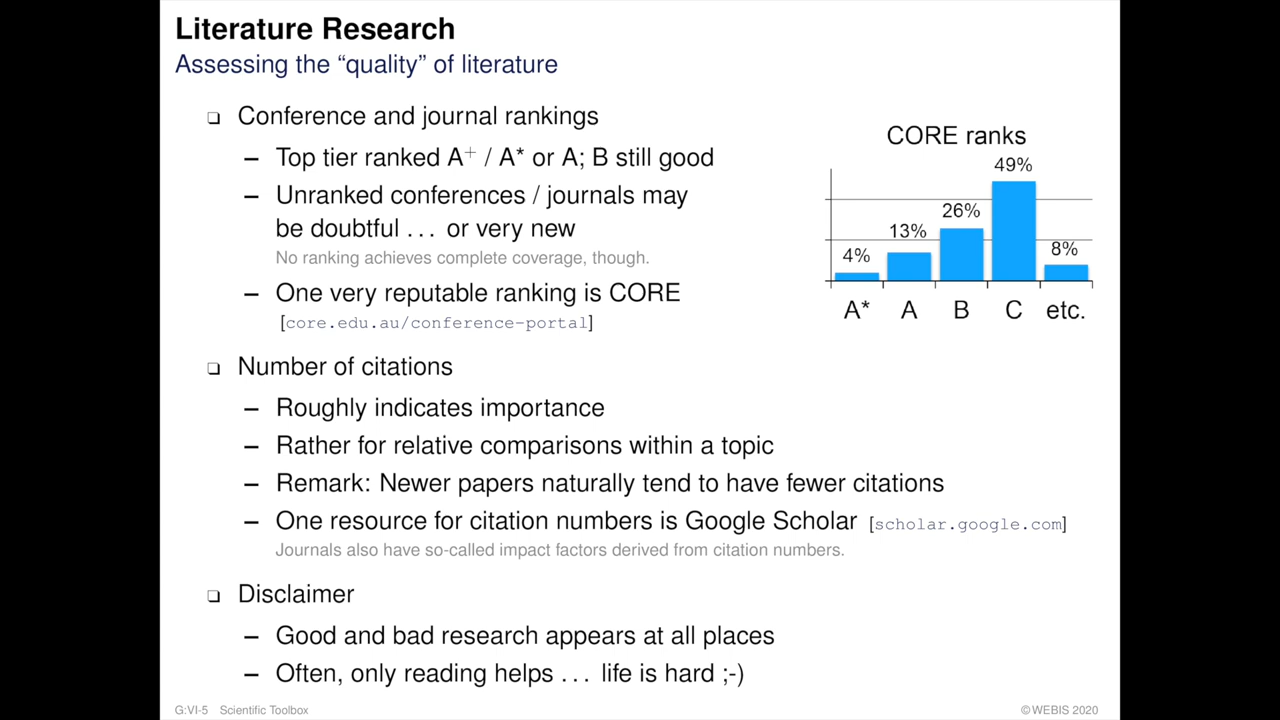 Literature Research
Assessing the “quality” of literature
❑ Conference and journal rankings
– Top tier ranked A+ / A* or A; B still good
– Unranked conferences / journals may
be doubtful . . . or very new
No ranking achieves complete coverage, though.
– One very reputable ranking is CORE
[core.edu.au/conference-portal]
CORE ranks
4% 13% 26% 49% 8%
A* A B C etc.
❑ Number of citations
– Roughly indicates importance
– Rather for relative comparisons within a topic
– Remark: Newer papers naturally tend to have fewer citations
– One resource for citation numbers is Google Scholar [scholar.google.com]
Journals also have so-called impact factors derived from citation numbers.
❑ Disclaimer
– Good and bad research appears at all places
– Often, only reading helps . . . life is hard ;-)
G:VI-5 Scientific Toolbox ©WEBIS 2020